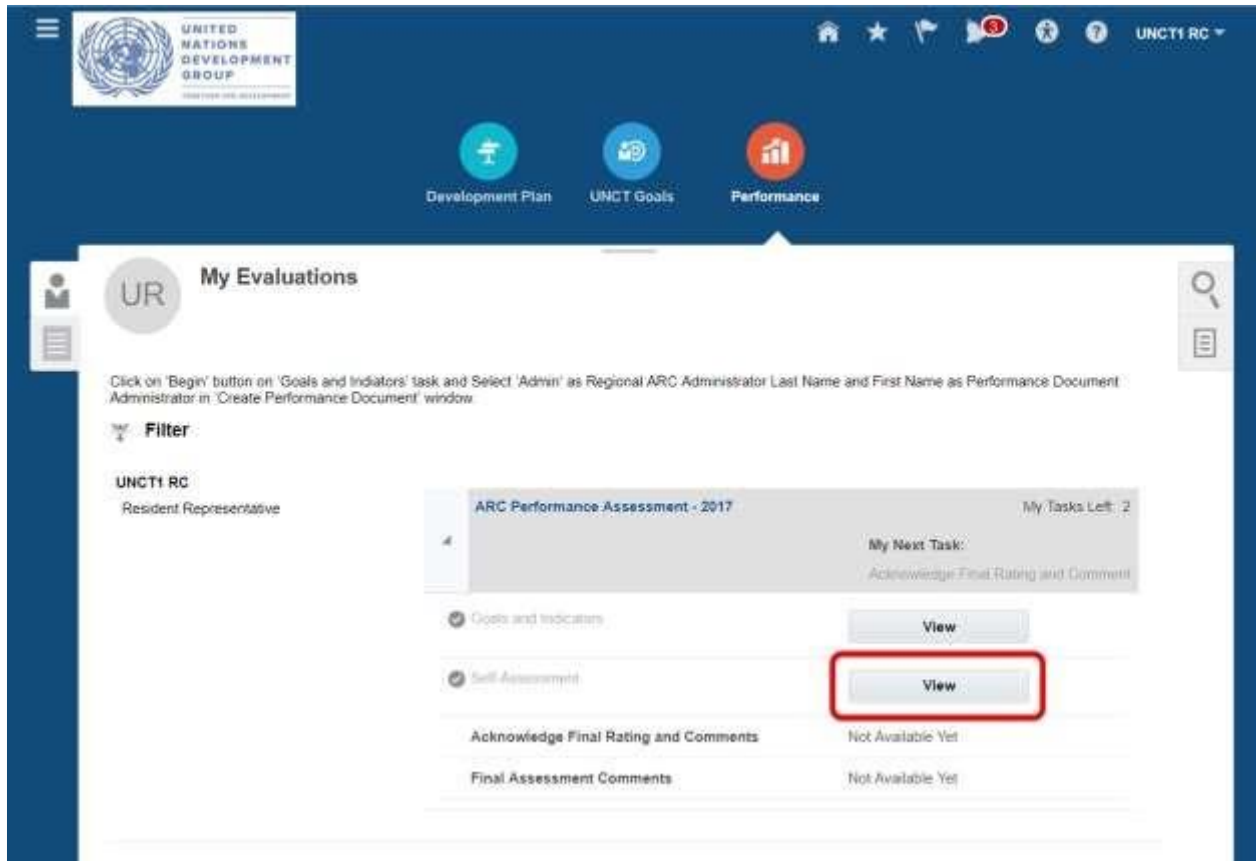 UNITED
NATIONS
DEVELOPMENT
GROUP
3
UNCT1 RC
Development Plan
UNCT Goals
Performance
UR
My Evaluations
Click on 'Begin' button on 'Goals and Indiators' task and Select 'Admin' as Regional ARC Administrator Last Name and First Name as Performance Document
Administrator in 'Create Performance Document' window
Filter
UNCT1 RC
Resident Representative
ARC Performance Assessment - 2017
My Tasks Left: 2
My Next Task:
Acknowledge Final Rating and Comment
Goals and Indicators
View
Self-Assessment
View
Acknowledge Final Rating and Comments
Not Available Yet
Final Assessment Comments
Not Available Yet